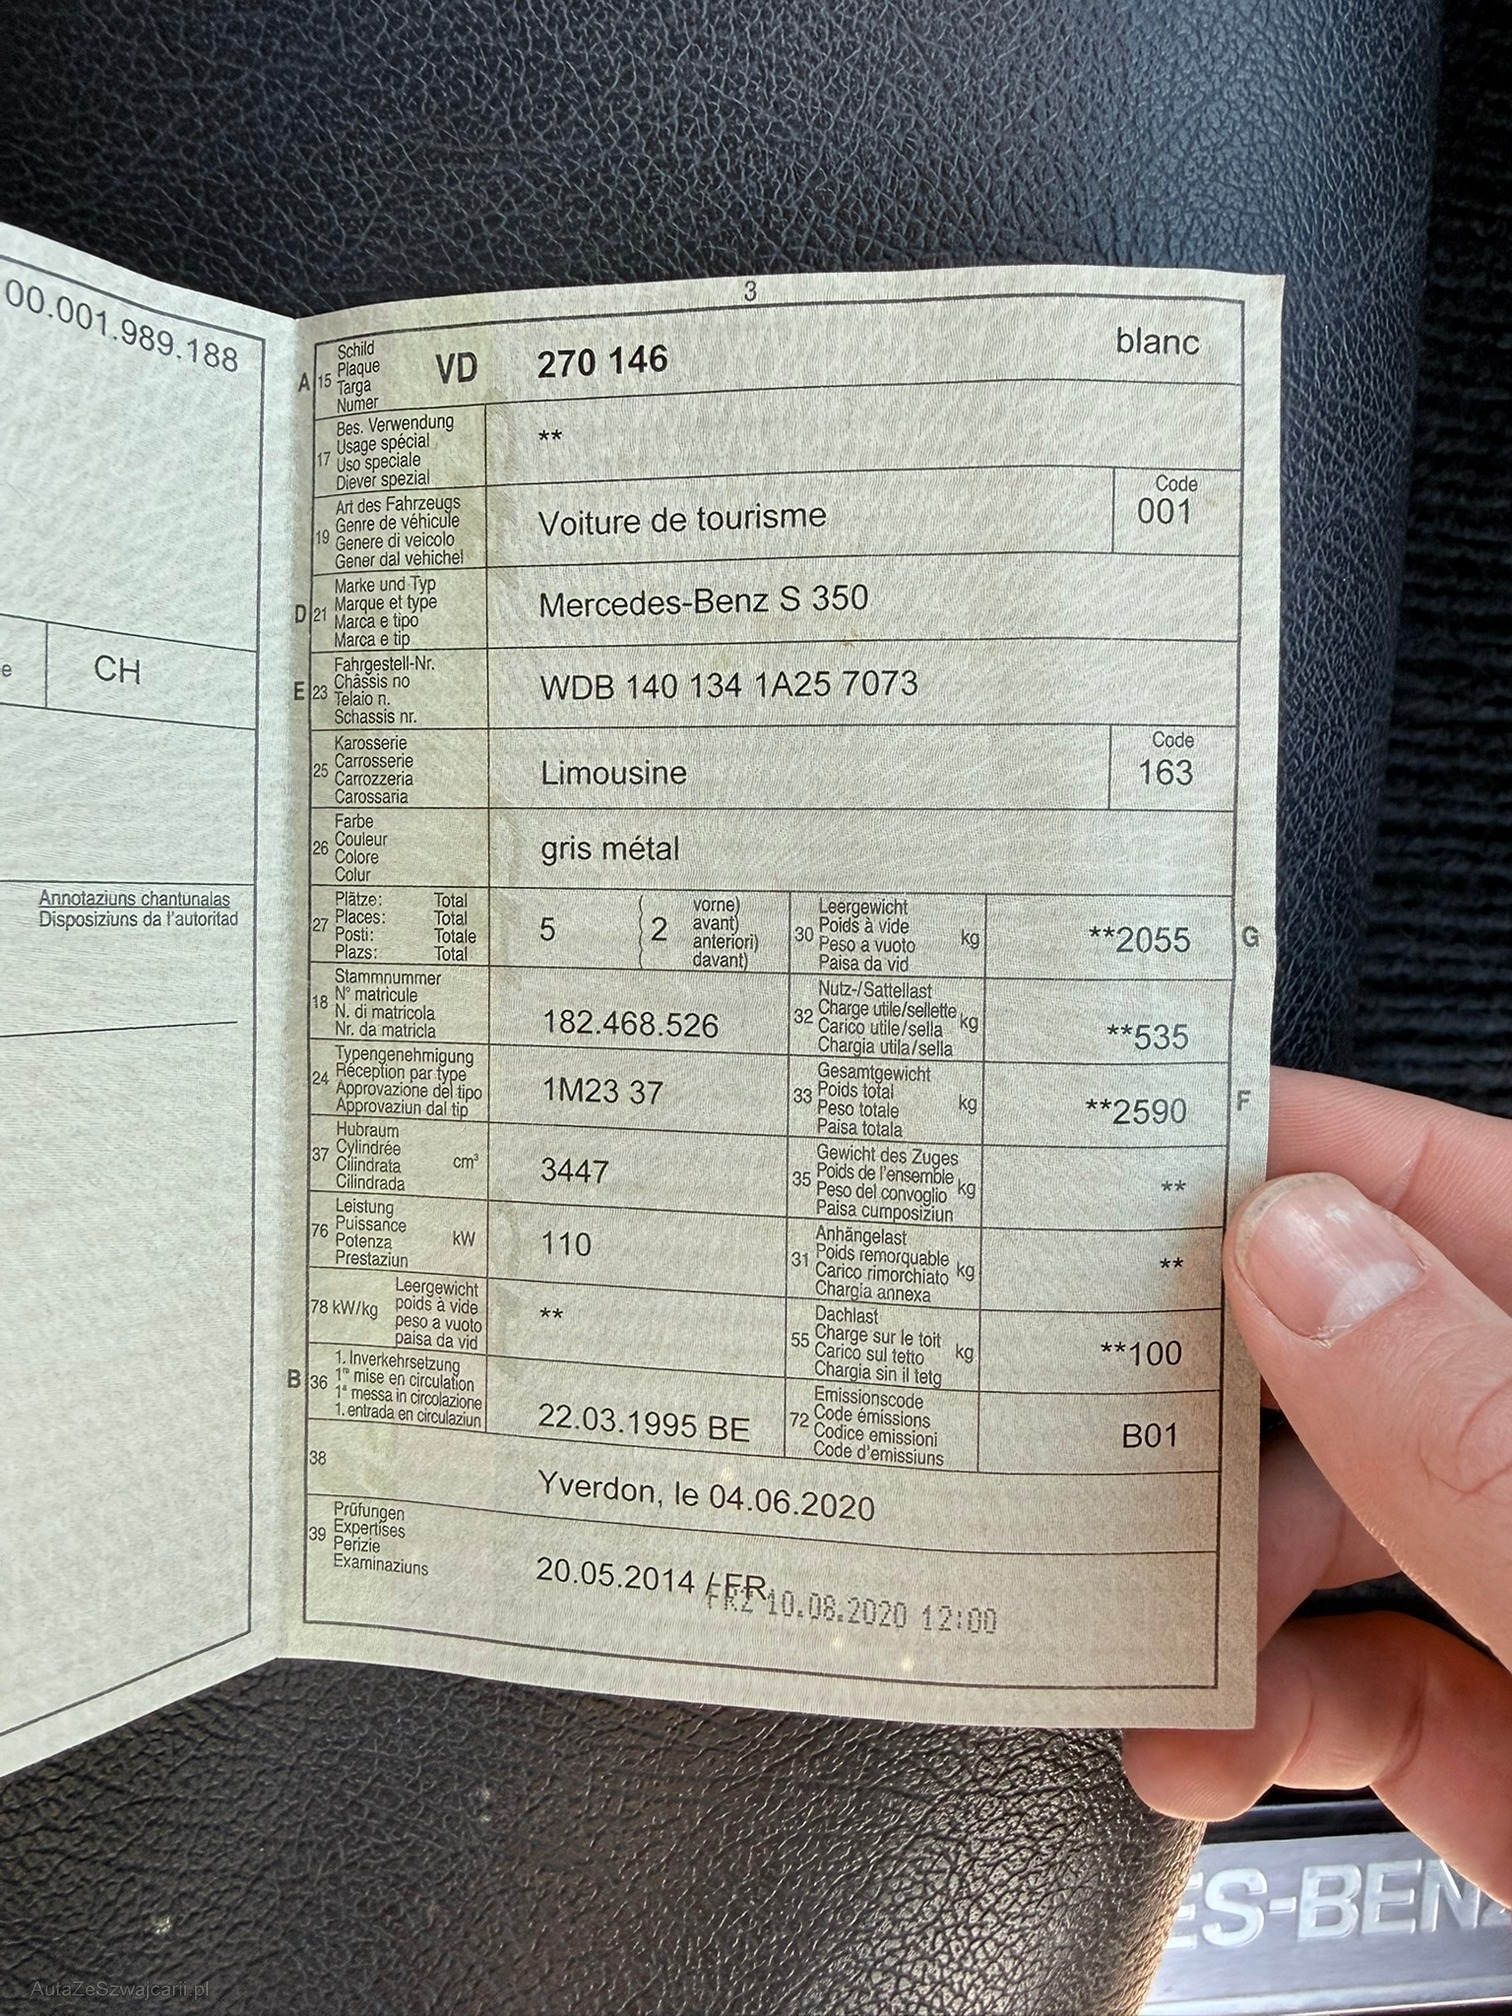 00.001.989.188
e
CH
Annotaziuns chantunalas
Disposiziuns da l'autoritad
3
A 15 Schild
Plaque
Targa
Numer
VD 270 146 blanc
17 Bes. Verwendung
Usage spécial
Uso speciale
Diever spezial
**
19 Art des Fahrzeugs
Genre de véhicule
Genere di veicolo
Gener dal vehichel
Voiture de tourisme
Code
001
D 21 Marke und Typ
Marque et type
Marca e tipo
Marca e tip
Mercedes-Benz S 350
E 23 Fahrgestell-Nr.
Châssis no
Telaio n.
Schassis nr.
WDB 140 134 1A25 7073
25 Karosserie
Carrosserie
Carrozzeria
Carossaria
Limousine
Code
163
26 Farbe
Couleur
Colore
Colur
gris métal
27 Plätze: Total
Places: Total
Posti: Totale
Plazs: Total
5 2
vorne)
avant)
anteriori)
davant)
30 Leergewicht
Poids à vide
Peso a vuoto
Paisa da vid
kg
**2055
G
18 Stammnummer
N° matricule
N. di matricola
Nr. da matricla
182.468.526
32 Nutz-/Sattellast
Charge utile/sellette
Carico utile/sella
Chargia utila/sella
kg
**535
24 Typengenehmigung
Réception par type
Approvazione del tipo
Approvaziun dal tip
1M23 37
33 Gesamtgewicht
Poids total
Peso totale
Paisa totala
kg
**2590
F
37 Hubraum
Cylindrée
Cilindrata
Cilindrada
cm³
3447
35 Gewicht des Zuges
Poids de l'ensemble
Peso del convoglio
Paisa cumposiziun
kg
**
76 Leistung
Puissance
Potenza
Prestaziun
kW
110
31 Anhängelast
Poids remorquable
Carico rimorchiato
Chargia annexa
kg
**
78 kW/kg Leergewicht
poids à vide
peso a vuoto
paisa da vid
**
55 Dachlast
Charge sur le toit
Carico sul tetto
Chargia sin il tetg
kg
**100
B 36 1. Inverkehrsetzung
1re mise en circulation
1a messa in circolazione
1. entrada en circulaziun
22.03.1995 BE
72 Emissionscode
Code émissions
Codice emissioni
Code d'emissiuns
B01
38
Yverdon, le 04.06.2020
39 Prüfungen
Expertises
Perizie
Examinaziuns
20.05.2014 / FR
FRZ 10.08.2020 12:00
ES-BENZ
AutaZeSzwajcarii.pl